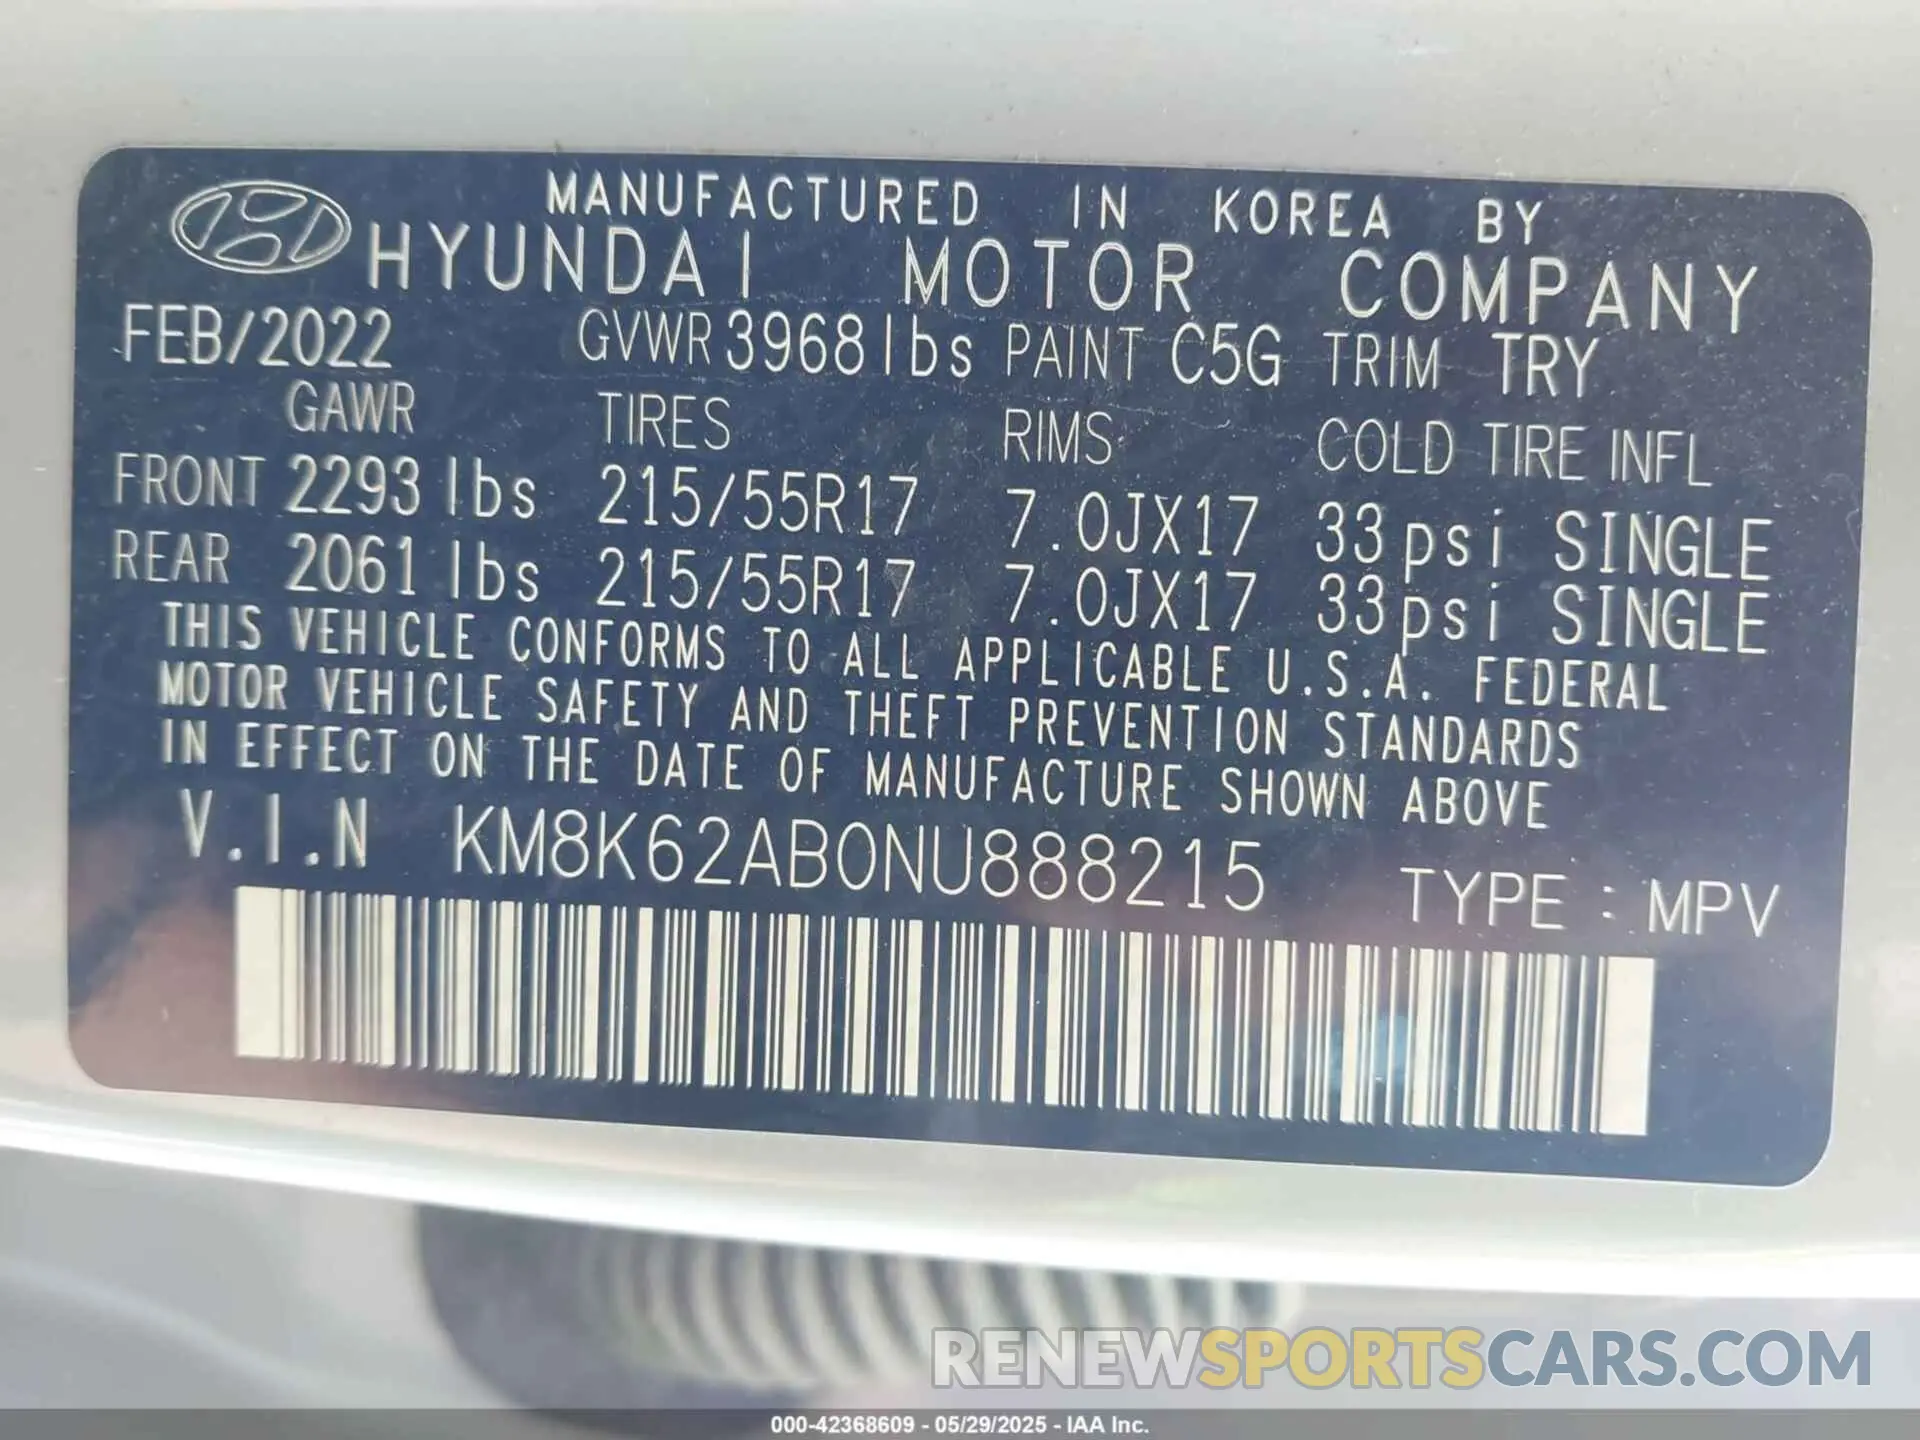 MANUFACTURED IN KOREA BY
HYUNDAI MOTOR COMPANY
FEB/2022 GVWR 3968 lbs PAINT C5G TRIM TRY
GAWR TIRES RIMS COLD TIRE INFL
FRONT 2293 lbs 215/55R17 7.0JX17 33psi SINGLE
REAR 2061 lbs 215/55R17 7.0JX17 33psi SINGLE
THIS VEHICLE CONFORMS TO ALL APPLICABLE U.S.A. FEDERAL
MOTOR VEHICLE SAFETY AND THEFT PREVENTION STANDARDS
IN EFFECT ON THE DATE OF MANUFACTURE SHOWN ABOVE
V.I.N KM8K62AB0NU888215 TYPE : MPV
RENEWSPORTSCARS.COM
000-42368609 - 05/29/2025 - IAA Inc.